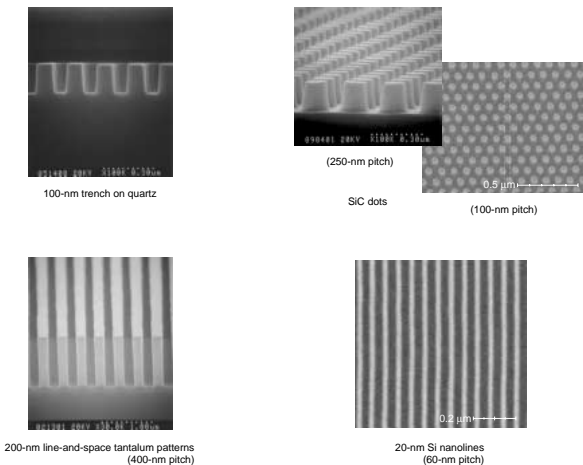 100-nm trench on quartz
(250-nm pitch)
SiC dots
0.5 μm
(100-nm pitch)
200-nm line-and-space tantalum patterns
(400-nm pitch)
0.2 μm
20-nm Si nanolines
(60-nm pitch)